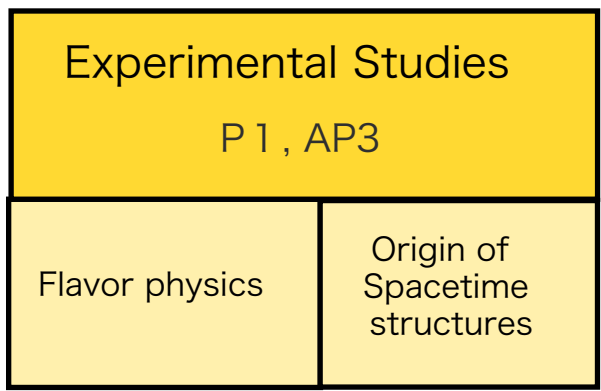 Experimental Studies
P 1 , AP3
Flavor physics
Origin of
Spacetime
structures